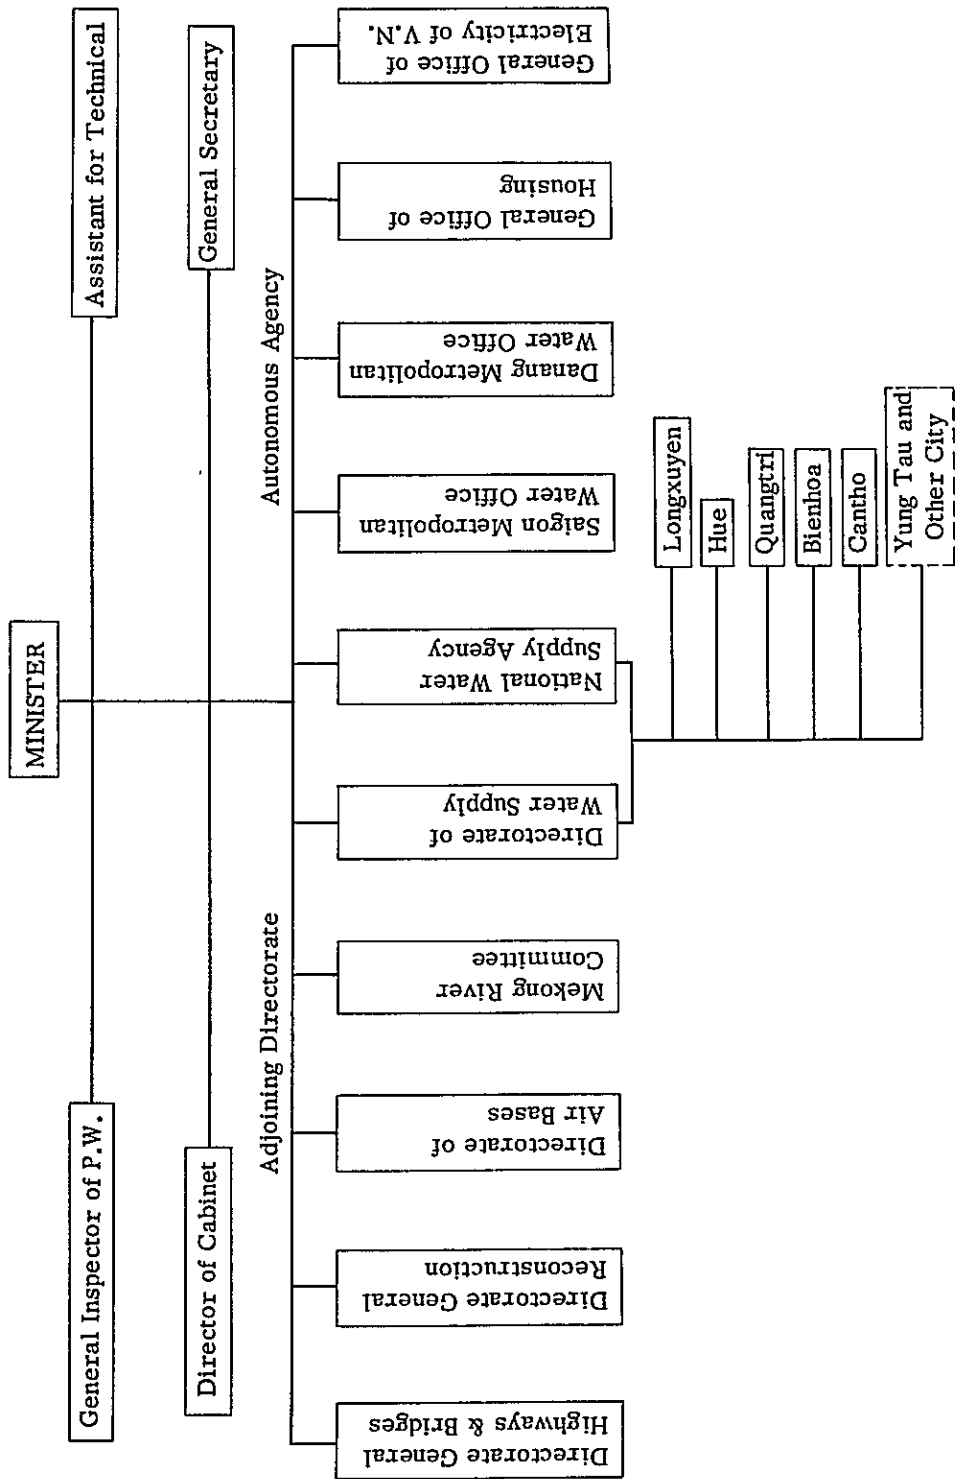 MINISTER
General Inspector of P.W.
Assistant for Technical
Director of Cabinet
General Secretary
Adjoining Directorate
Autonomous Agency
Directorate General
Highways & Bridges
Directorate General
Reconstruction
Directorate of
Air Bases
Mekong River
Committee
Directorate of
Water Supply
National Water
Supply Agency
Saigon Metropolitan
Water Office
Danang Metropolitan
Water Office
General Office of
Housing
General Office of
Electricity of V.N.
Longxuyen
Hue
Quangtri
Bienhoa
Cantho
Yung Tau and
Other City